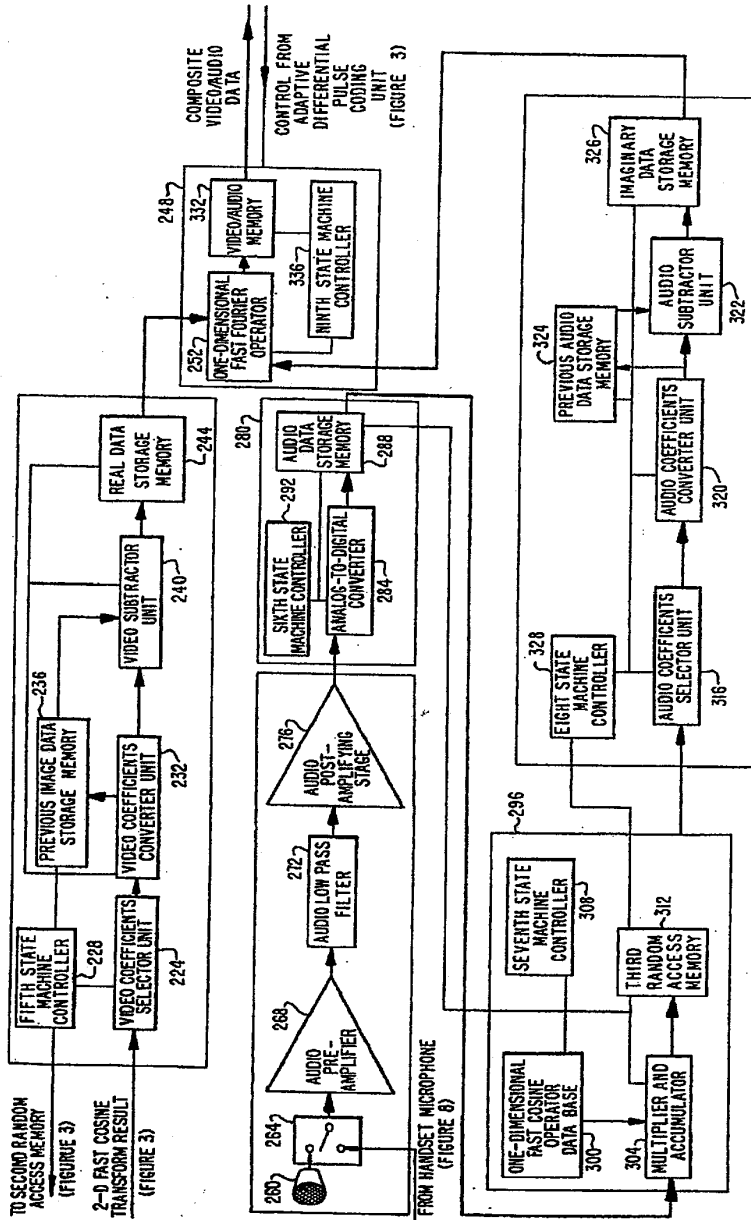 TO SECOND RANDOM
ACCESS MEMORY
(FIGURUE 3)
2-D FAST COSINE
TRANSFORM RESULT
(FIGURE 3)
FIFTH STATE
MACHINE
CONTROLLER
228
VIDEO COEFFICIENTS
SELECTOR UNIT
224
236
PREVIOUS IMAGE DATA
STORAGE MEMORY
VIDEO COEFFICIENTS
CONVERTER UNIT
232
VIDEO SUBTRACTOR
UNIT
240
REAL DATA
STORAGE
MEMORY
244
248
252
ONE-DIMENSIONAL
FAST FOURIER
OPERATOR
332
VIDEO/AUDIO
MEMORY
336
NINTH STATE MACHINE
CONTROLLER
COMPOSITE
VIDEO/AUDIO
DATA
CONTROL FROM
ADAPTIVE
DIFFERENTIAL
PULSE
CODING
UNIT
(FIGURE 3)
260
264
FROM HANDSET MICROPHONE
(FIGURE 8)
268
AUDIO PRE-
AMPLIFIER
272
AUDIO LOW PASS
FILTER
276
AUDIO POST-
AMPLIFYING
STAGE
280
292
SIXTH STATE
MACHINE CONTROLLER
ANALOG-TO-DIGITAL
CONVERTER
284
AUDIO DATA
STORAGE
MEMORY
288
296
ONE-DIMENSIONAL
FAST COSINE
OPERATOR
DATA BASE
300
304
MULTIPLIER AND
ACCUMULATOR
SEVENTH STATE
MACHINE
CONTROLLER
308
312
THIRD
RANDOM
ACCESS
MEMORY
328
EIGHT STATE
MACHINE
CONTROLLER
AUDIO COEFFICENTS
SELECTOR UNIT
316
AUDIO COEFFICIENTS
CONVERTER UNIT
320
324
PREVIOUS AUDIO
DATA STORAGE
MEMORY
AUDIO
SUBTRACTOR
UNIT
322
326
IMAGINARY
DATA
STORAGE
MEMORY